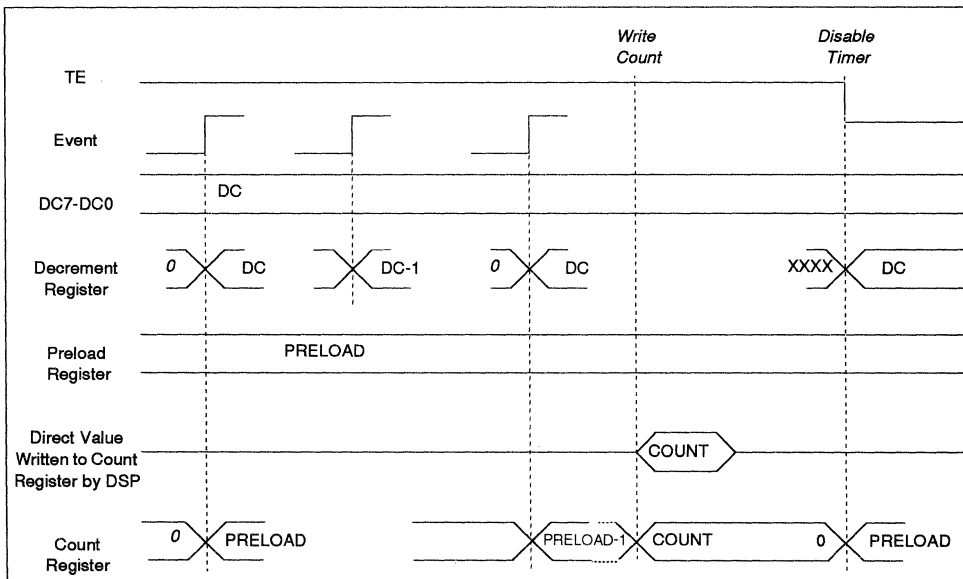 Write
Count
Disable
Timer
TE
Event
DC7-DC0
DC
Decrement
Register
0
DC
DC-1
0
DC
XXXX
DC
Preload
Register
PRELOAD
Direct Value
Written to Count
Register by DSP
COUNT
Count
Register
0
PRELOAD
PRELOAD-1
COUNT
0
PRELOAD